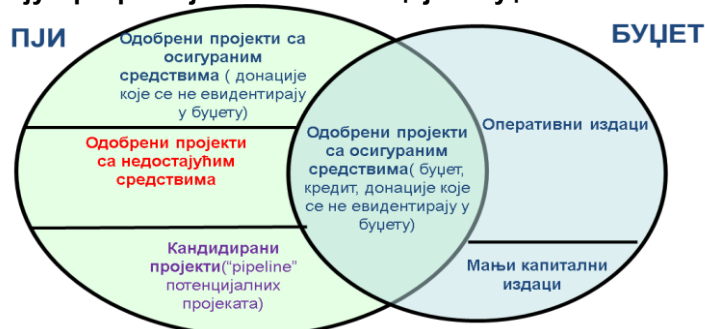 ПЈИ
БУЏЕТ
Одобрени пројекти са
осигураним
средствима ( донације
које се не евидентирају
у буџету)
Одобрени пројекти
са недостајућим
средствима
Кандидирани
пројекти("pipeline"
потенцијалних
пројеката)
Одобрени пројекти
са осигураним
средствима( буџет,
кредит, донације које
се не евидентирају у
буџету)
Оперативни издаци
Мањи капитални
издаци